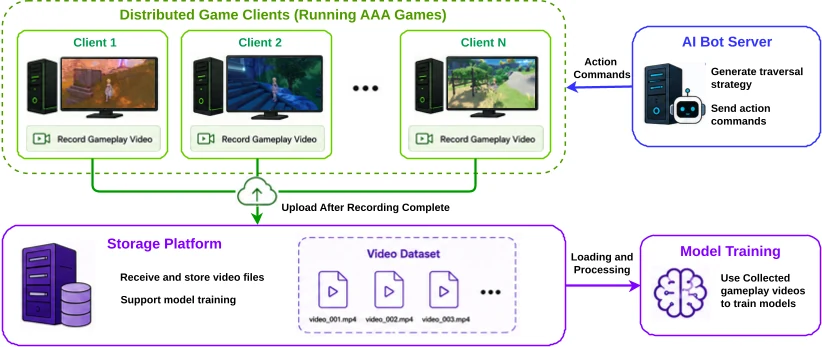 Distributed Game Clients (Running AAA Games)
Client 1
Client 2
Client N
Record Gameplay Video
Record Gameplay Video
Record Gameplay Video
Action
Commands
AI Bot Server
Generate traversal
strategy
Send action
commands
Upload After Recording Complete
Storage Platform
Receive and store video files
Support model training
Video Dataset
video_001.mp4
video_002.mp4
video_003.mp4
Loading and
Processing
Model Training
Use Collected
gameplay videos
to train models